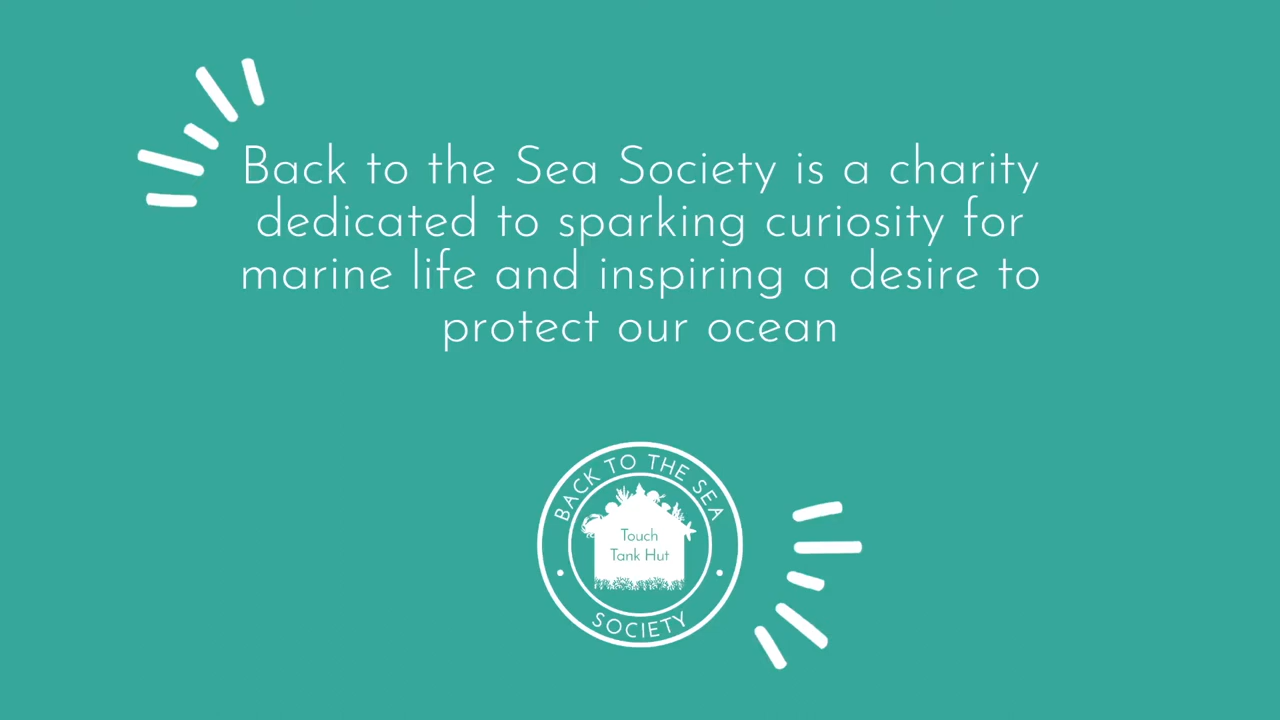 Back to the Sea Society is a charity
dedicated to sparking curiosity for
marine life and inspiring a desire to
protect our ocean
BACK TO THE SEA
Touch
Tank Hut
SOCIETY